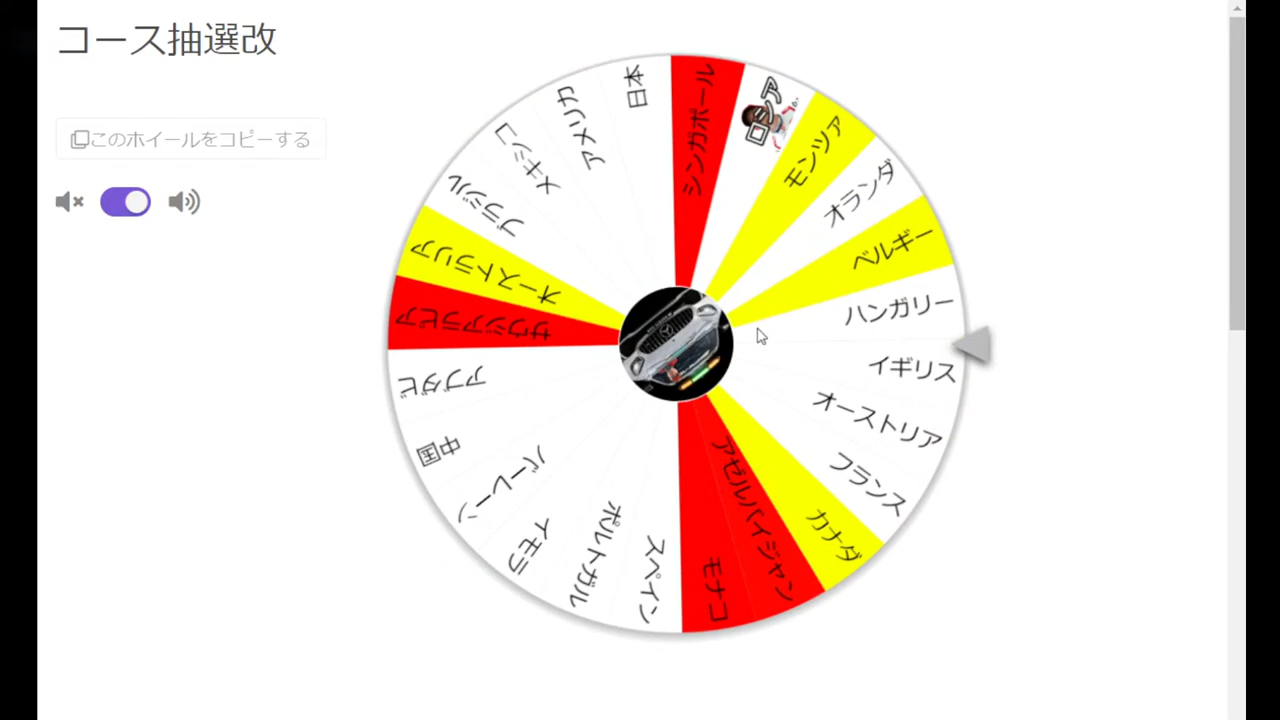 コース抽選改
このホイールをコピーする
シンガポール
ロシア
モンツァ
オランダ
ベルギー
ハンガリー
イギリス
オーストリア
フランス
カナダ
アゼルバイジャン
モナコ
スペイン
ポルトガル
イモラ
バーレーン
中国
アブダビ
サウジアラビア
オーストラリア
ブラジル
メキシコ
アメリカ
日本